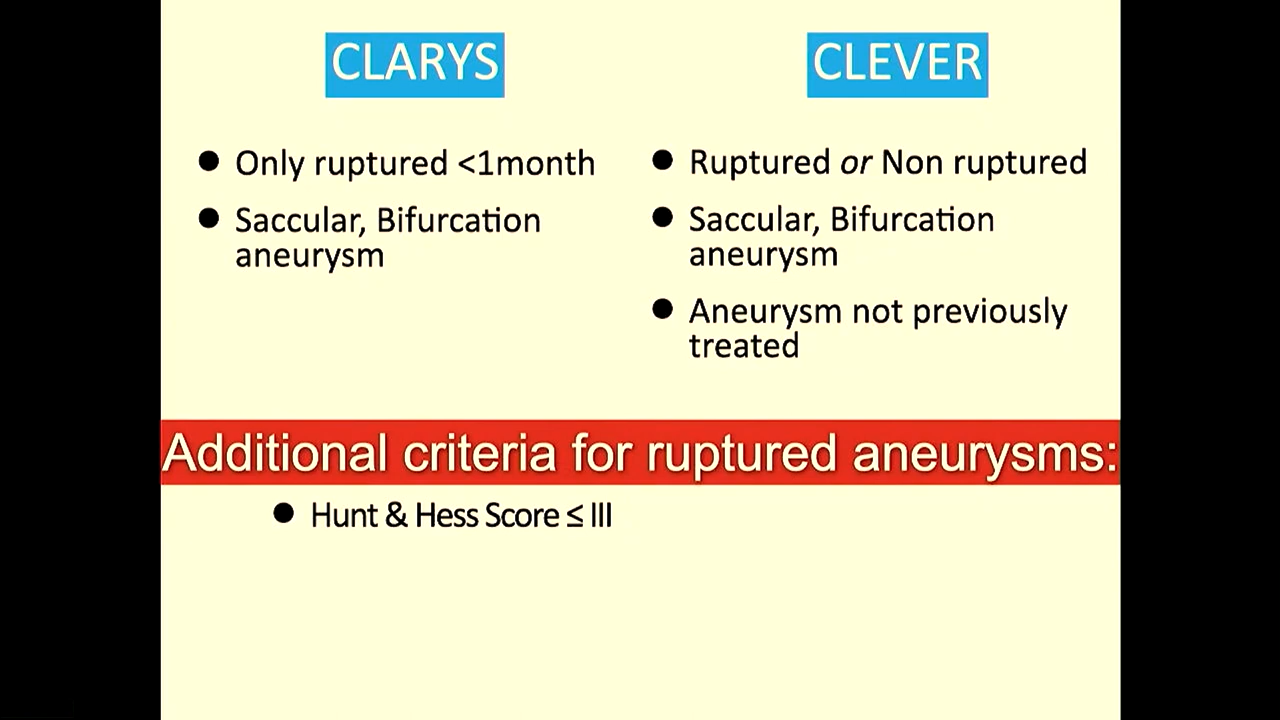 CLARYS
● Only ruptured <1month
● Saccular, Bifurcation
aneurysm
CLEVER
● Ruptured or Non ruptured
● Saccular, Bifurcation
aneurysm
● Aneurysm not previously
treated
Additional criteria for ruptured aneurysms:
● Hunt & Hess Score ≤ III